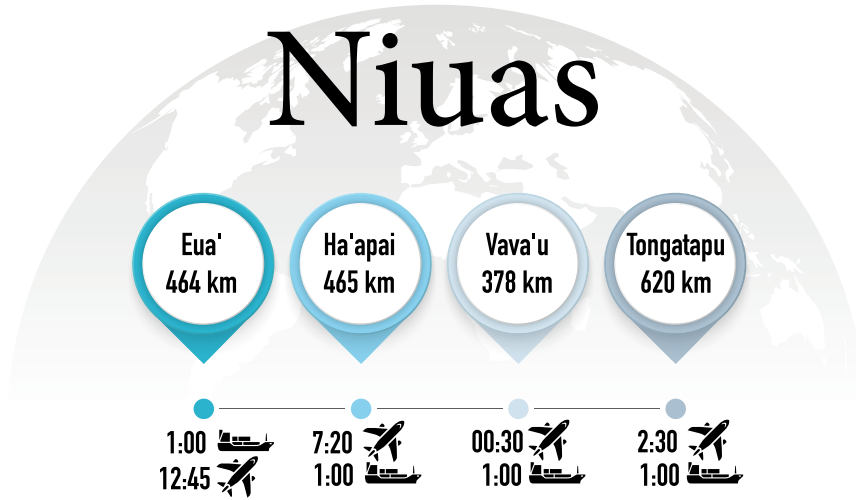 Niuas
Eua'
464 km
Ha'apai
465 km
Vava'u
378 km
Tongatapu
620 km
1:00
12:45
7:20
1:00
00:30
1:00
2:30
1:00